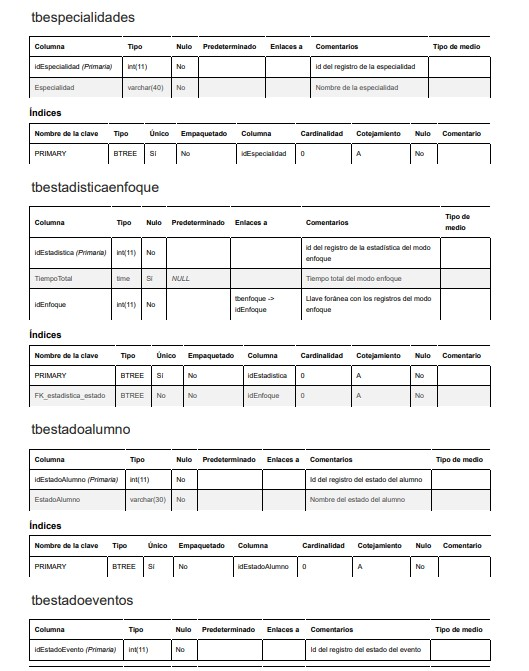 tbespecialidades
Columna Tipo Nulo Predeterminado Enlaces a Comentarios Tipo de medio
idEspecialidad (Primaria) int(11) No id del registro de la especialidad
Especialidad varchar(40) No Nombre de la especialidad
Índices
Nombre de la clave Tipo Único Empaquetado Columna Cardinalidad Cotejamiento Nulo Comentario
PRIMARY BTREE Sí No idEspecialidad 0 A No
tbestadisticaenfoque
Columna Tipo Nulo Predeterminado Enlaces a Comentarios Tipo de
medio
idEstadistica (Primaria) int(11) No id del registro de la estadística del modo
enfoque
TiempoTotal time Sí NULL Tiempo total del modo enfoque
idEnfoque int(11) No tbenfoque -> Llave foránea con los registros del modo
idEnfoque enfoque
Índices
Nombre de la clave Tipo Único Empaquetado Columna Cardinalidad Cotejamiento Nulo Comentario
PRIMARY BTREE Sí No idEstadistica 0 A No
FK_estadistica_estado BTREE No No idEnfoque 0 A No
tbestadoalumno
Columna Tipo Nulo Predeterminado Enlaces a Comentarios Tipo de medio
idEstadoAlumno (Primaria) int(11) No Id del registro del estado del alumno
EstadoAlumno varchar(30) No Nombre del estado del alumno
Índices
Nombre de la clave Tipo Único Empaquetado Columna Cardinalidad Cotejamiento Nulo Comentario
PRIMARY BTREE Sí No idEstadoAlumno 0 A No
tbestadoeventos
Columna Tipo Nulo Predeterminado Enlaces a Comentarios Tipo de medio
idEstadoEvento (Primaria) int(11) No Id del registro del estado del evento